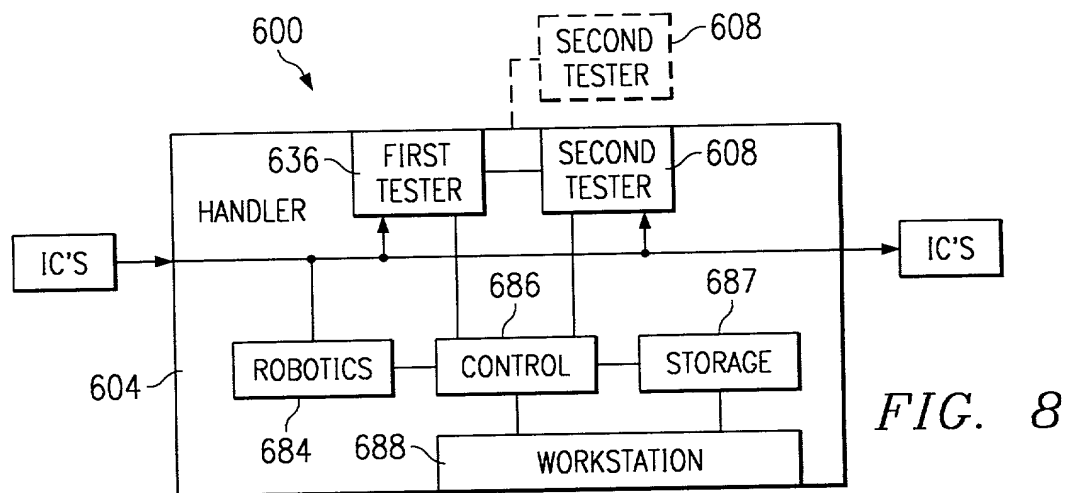 600
SECOND
TESTER
608
636
FIRST
TESTER
SECOND
TESTER
608
HANDLER
IC'S
IC'S
686
687
ROBOTICS
CONTROL
STORAGE
604
684
688
WORKSTATION
FIG. 8